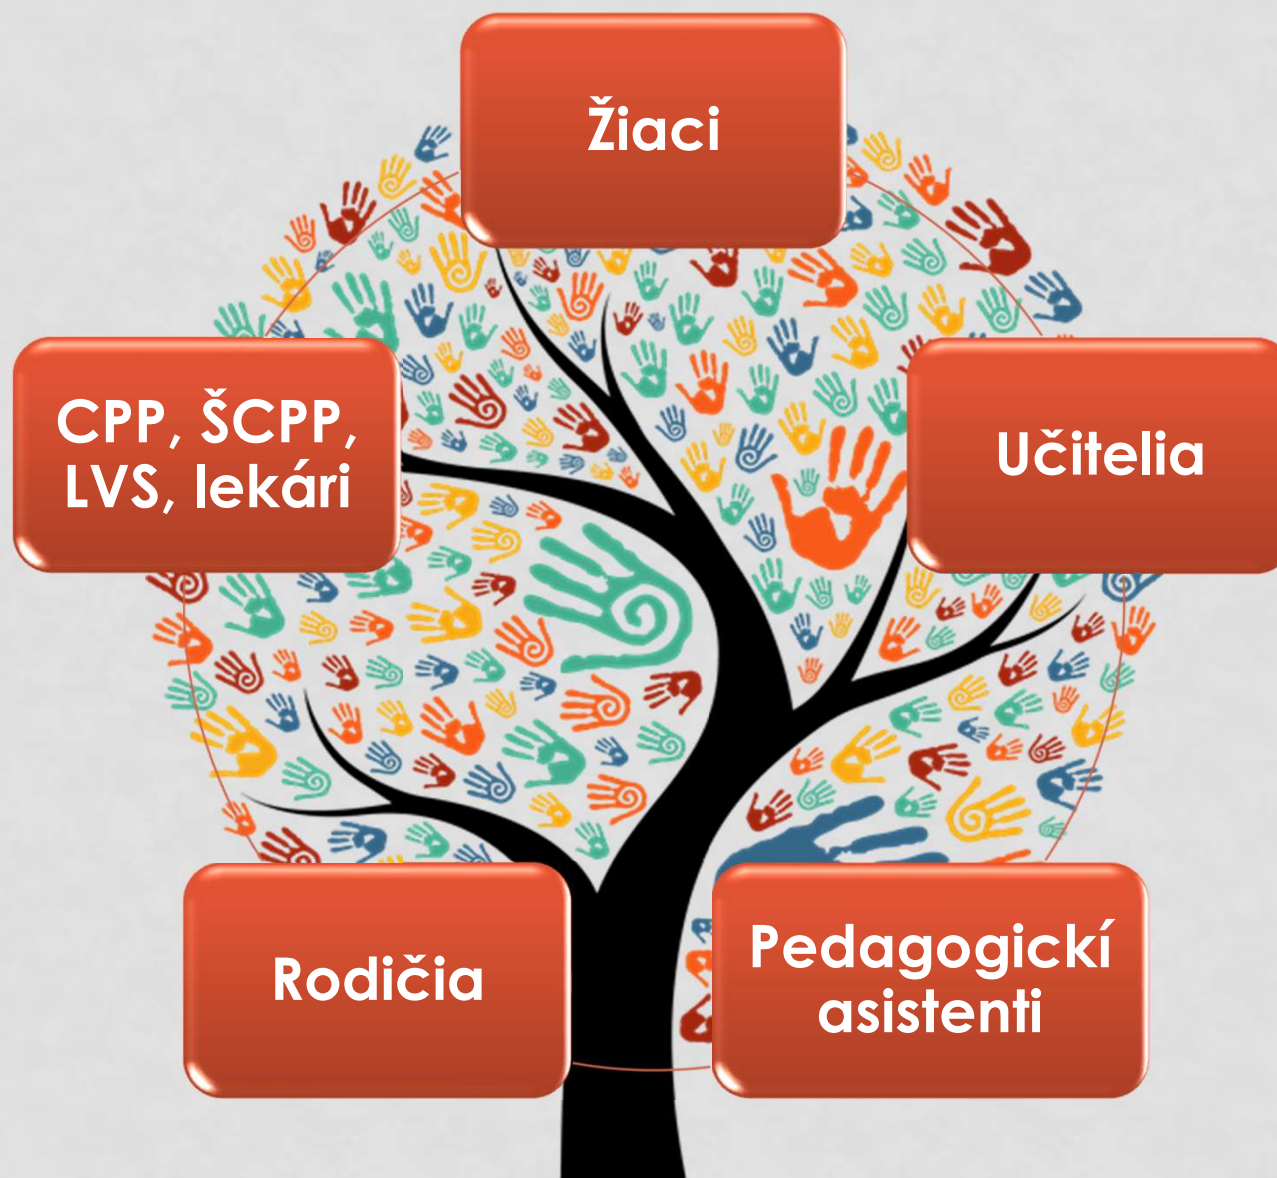 Žiaci
CPP, ŠCPP,
LVS, lekári
Učitelia
Rodičia
Pedagogickí
asistenti